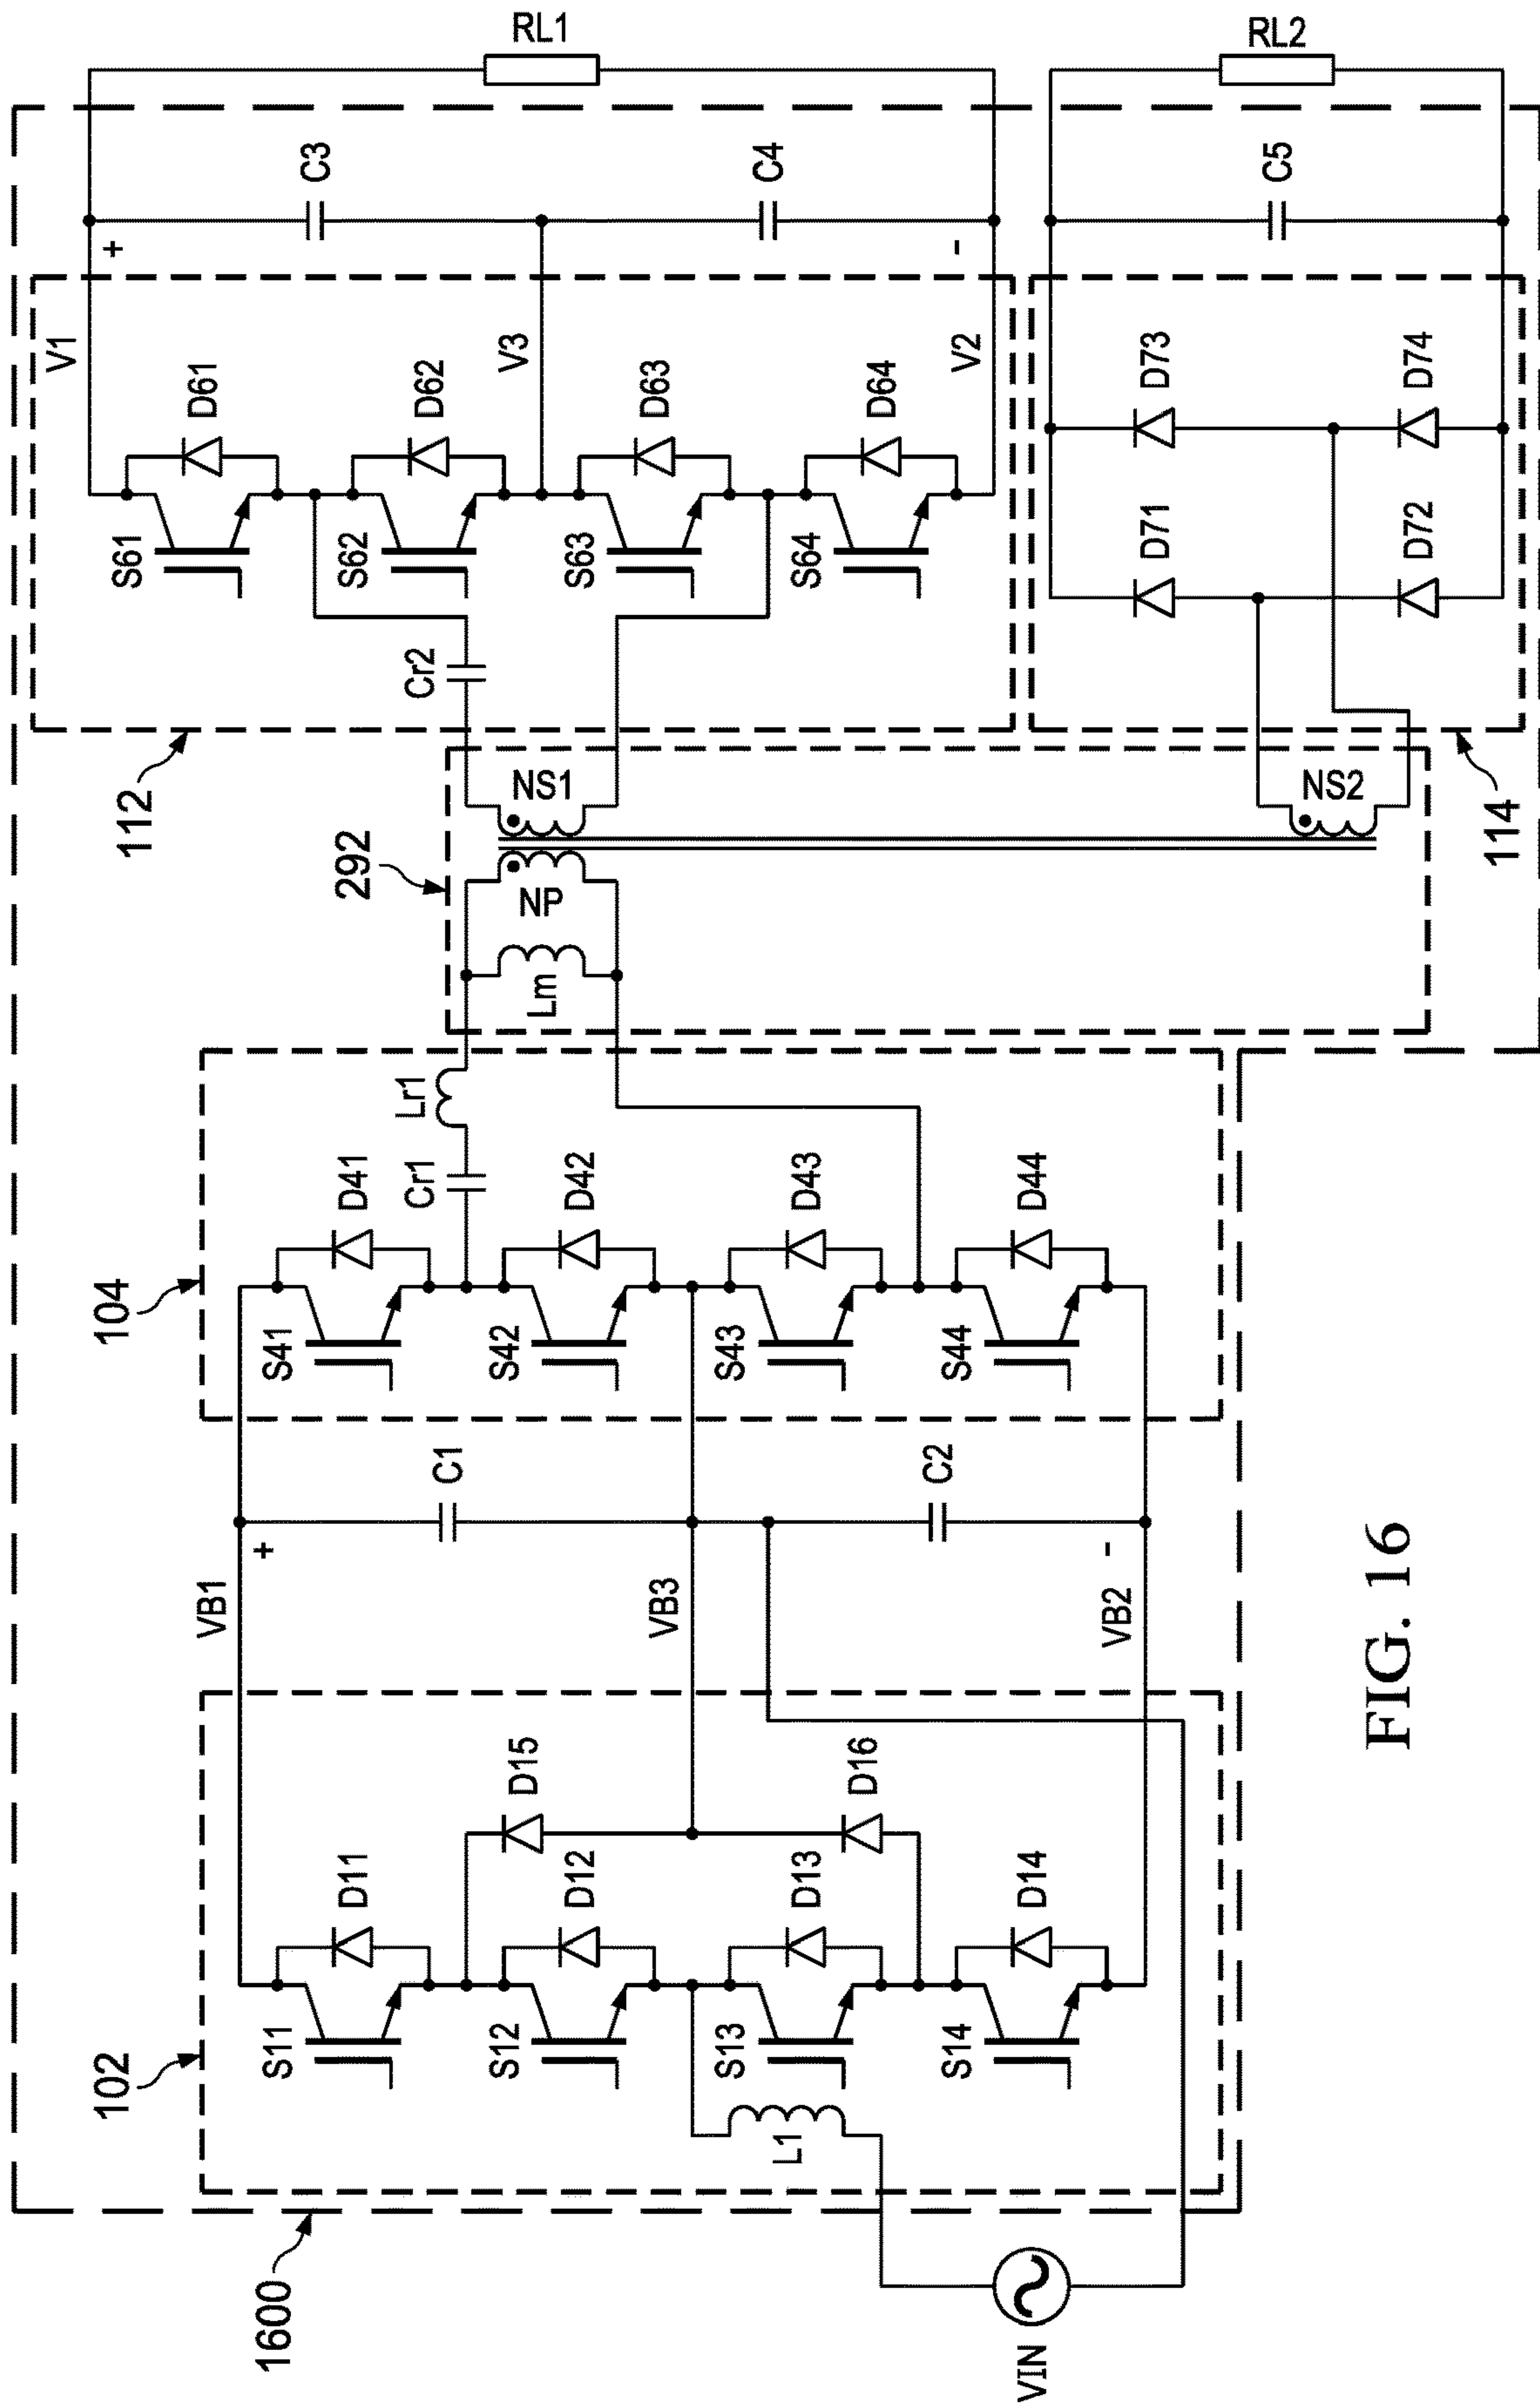 1600
102
104
292
112
114
VIN
L1
S11
D11
S12
D12
S13
D13
S14
D14
D15
D16
VB1
VB3
VB2
+
-
C1
C2
S41
D41
S42
D42
S43
D43
S44
D44
Cr1
Lr1
Lm
NP
NS1
NS2
Cr2
S61
D61
S62
D62
S63
D63
S64
D64
V1
V3
V2
+
-
C3
C4
RL1
D71
D73
D72
D74
C5
RL2
FIG. 16